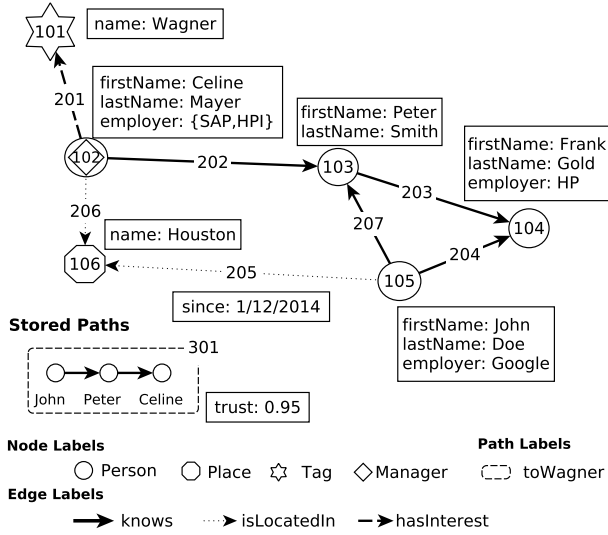 101
name: Wagner
201
firstName: Celine
lastName: Mayer
employer: {SAP,HPI}
firstName: Peter
lastName: Smith
firstName: Frank
lastName: Gold
employer: HP
102
202
103
203
206
207
104
204
name: Houston
106
205
105
since: 1/12/2014
firstName: John
lastName: Doe
employer: Google
Stored Paths
301
John Peter Celine
trust: 0.95
Node Labels
Path Labels
Person Place Tag Manager
toWagner
Edge Labels
knows isLocatedIn hasInterest